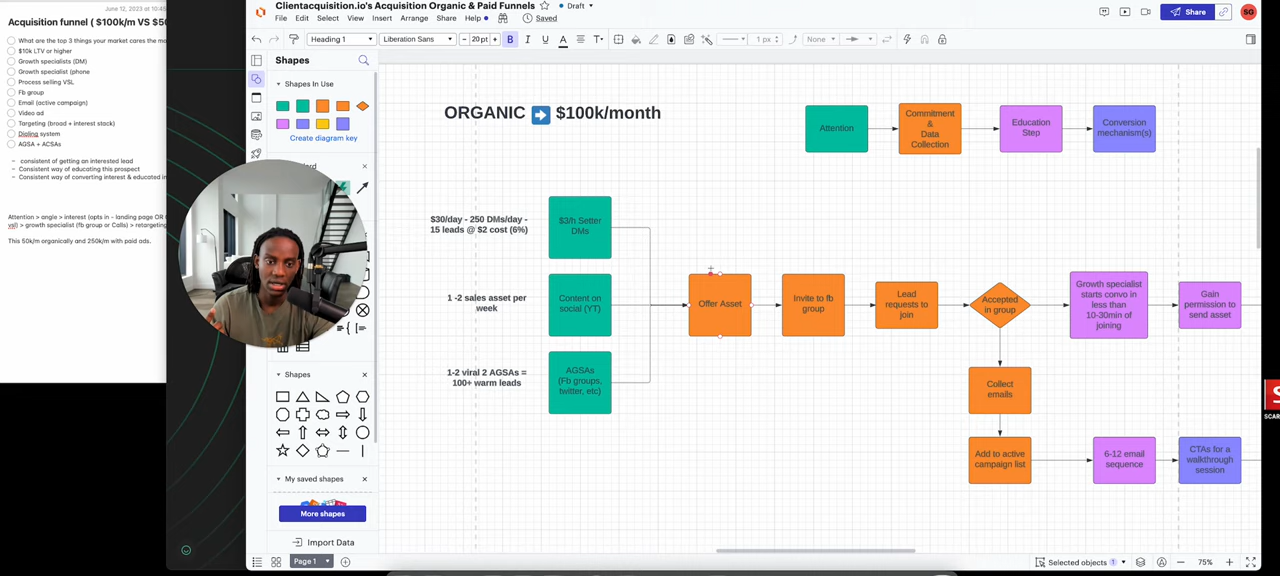 June 12, 2023 at 10:4
Acquisition funnel ( $100k/m VS $5
What are the top 3 things your market cares the mo
$10k LTV or higher
Growth specialists (DM)
Growth specialist (phone
Process selling VSL
Fb group
Email (active campaign)
Video ad
Targeting (broad + interest stack)
Dialing system
AGSA + ACSAs
– consistent of getting an interested lead
– Consistent way of educating this prospect
– Consistent way of converting interest & educated in
Attention > angle > interest (opts in - landing page OR
vsl) > growth specialist (fb group or Calls) > retargeting
This 50k/m organically and 250k/m with paid ads.
Clientacquisition.io's Acquisition Organic & Paid Funnels
Draft
File
Edit
Select
View
Insert
Arrange
Share
Help
Saved
Share
SG
Heading 1
Liberation Sans
20 pt
B
I
U
A
T
1 px
None
Shapes
Shapes In Use
Create diagram key
Shapes
My saved shapes
More shapes
Import Data
ORGANIC ➡️ $100k/month
Attention
Commitment
&
Data
Collection
Education
Step
Conversion
mechanism(s)
$30/day - 250 DMs/day -
15 leads @ $2 cost (6%)
$3/h Setter
DMs
1 -2 sales asset per
week
Content on
social (YT)
1-2 viral 2 AGSAs =
100+ warm leads
AGSAs
(Fb groups,
twitter, etc)
Offer Asset
Invite to fb
group
Lead
requests to
join
Accepted
in group
Growth specialist
starts convo in
less than
10-30min of
joining
Gain
permission to
send asset
Collect
emails
Add to active
campaign list
6-12 email
sequence
CTAs for a
walkthrough
session
SCAR
Page 1
Selected objects
1
75%